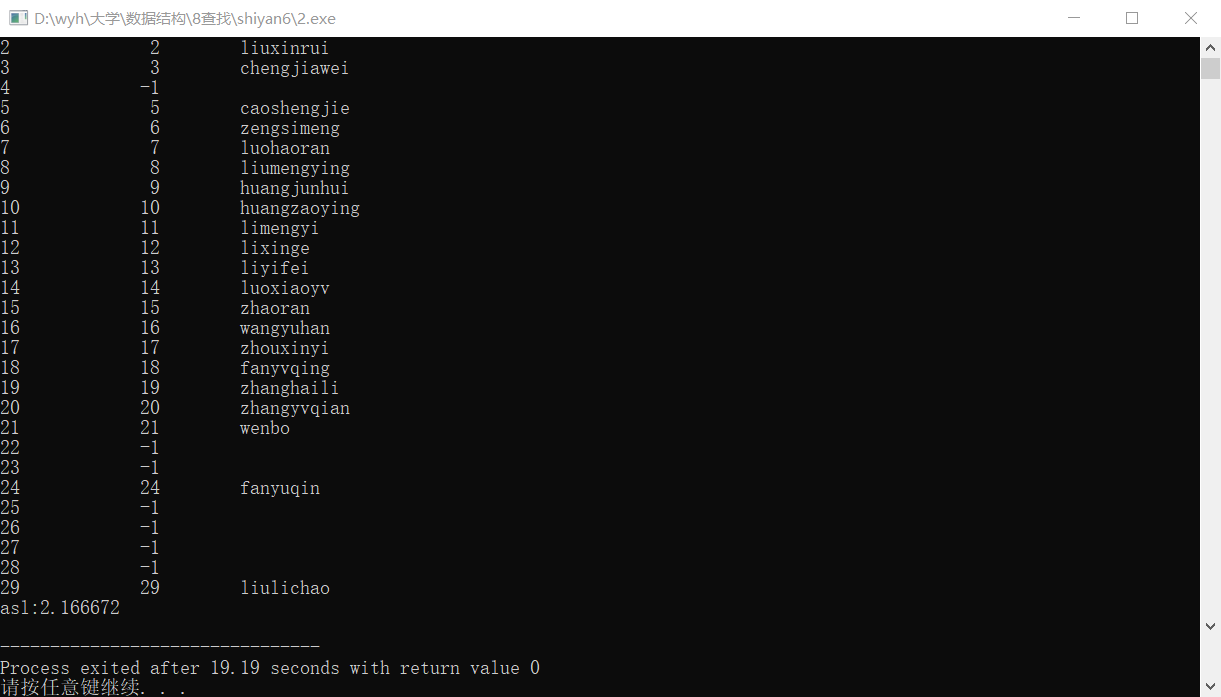 D:\wyh\大学\数据结构\8查找\shiyan6\2.exe
2 2 liuxinrui
3 3 chengjiawei
4 -1
5 5 caoshengjie
6 6 zengsimeng
7 7 luohaoran
8 8 liumengying
9 9 huangjunhui
10 10 huangzaoying
11 11 limengyi
12 12 lixinge
13 13 liyifei
14 14 luoxiaoyv
15 15 zhaoran
16 16 wangyuhan
17 17 zhouxinyi
18 18 fanyvqing
19 19 zhanghaili
20 20 zhangyvqian
21 21 wenbo
22 -1
23 -1
24 24 fanyuqin
25 -1
26 -1
27 -1
28 -1
29 29 liulichao
asl:2.166672
--------------------------------
Process exited after 19.19 seconds with return value 0
请按任意键继续. . .